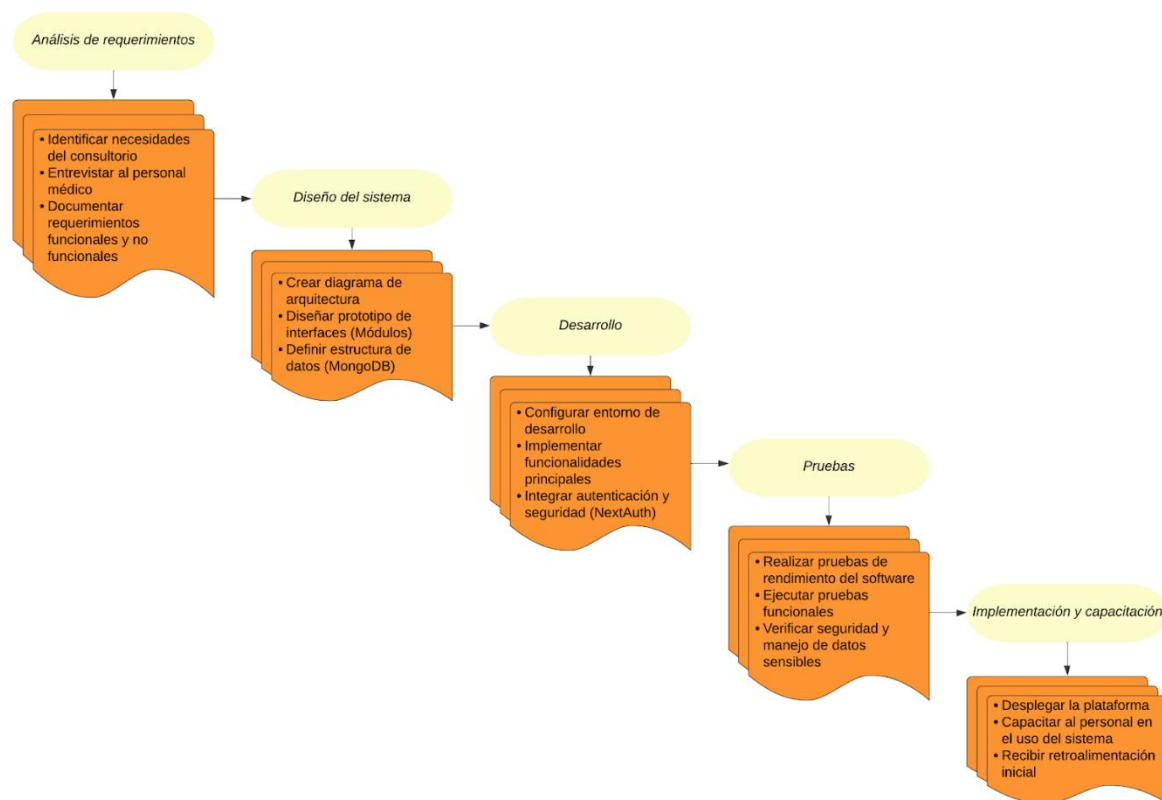 Análisis de requerimientos
• Identificar necesidades
del consultorio
• Entrevistar al personal
médico
• Documentar
requerimientos
funcionales y no
funcionales
Diseño del sistema
• Crear diagrama de
arquitectura
• Diseñar prototipo de
interfaces (Módulos)
• Definir estructura de
datos (MongoDB)
Desarrollo
• Configurar entorno de
desarrollo
• Implementar
funcionalidades
principales
• Integrar autenticación y
seguridad (NextAuth)
Pruebas
• Realizar pruebas de
rendimiento del software
• Ejecutar pruebas
funcionales
• Verificar seguridad y
manejo de datos
sensibles
Implementación y capacitación
• Desplegar la plataforma
• Capacitar al personal en
el uso del sistema
• Recibir retroalimentación
inicial